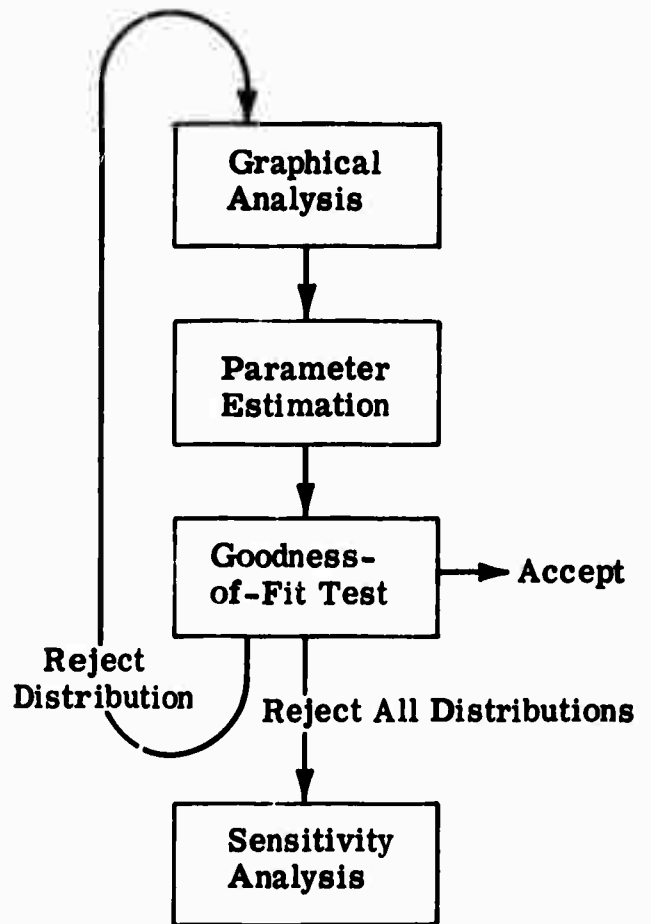 Graphical
Analysis
Parameter
Estimation
Goodness-
of-Fit Test
Accept
Reject
Distribution
Reject All Distributions
Sensitivity
Analysis